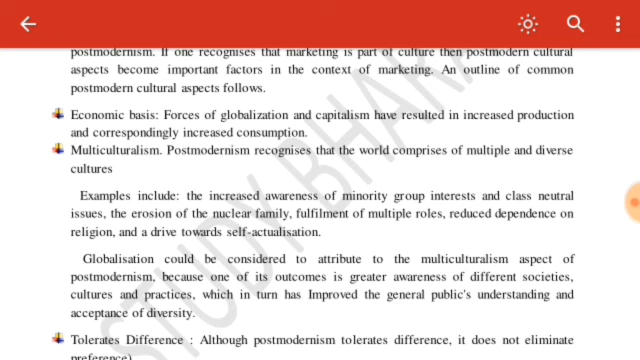 postmodernism. If one recognises that marketing is part of culture then postmodern cultural
aspects become important factors in the context of marketing. An outline of common
postmodern cultural aspects follows.
Economic basis: Forces of globalization and capitalism have resulted in increased production
and correspondingly increased consumption.
Multiculturalism. Postmodernism recognises that the world comprises of multiple and diverse
cultures
Examples include: the increased awareness of minority group interests and class neutral
issues, the erosion of the nuclear family, fulfilment of multiple roles, reduced dependence on
religion, and a drive towards self-actualisation.
Globalisation could be considered to attribute to the multiculturalism aspect of
postmodernism, because one of its outcomes is greater awareness of different societies,
cultures and practices, which in turn has Improved the general public's understanding and
acceptance of diversity.
Tolerates Difference : Although postmodernism tolerates difference, it does not eliminate
preference)